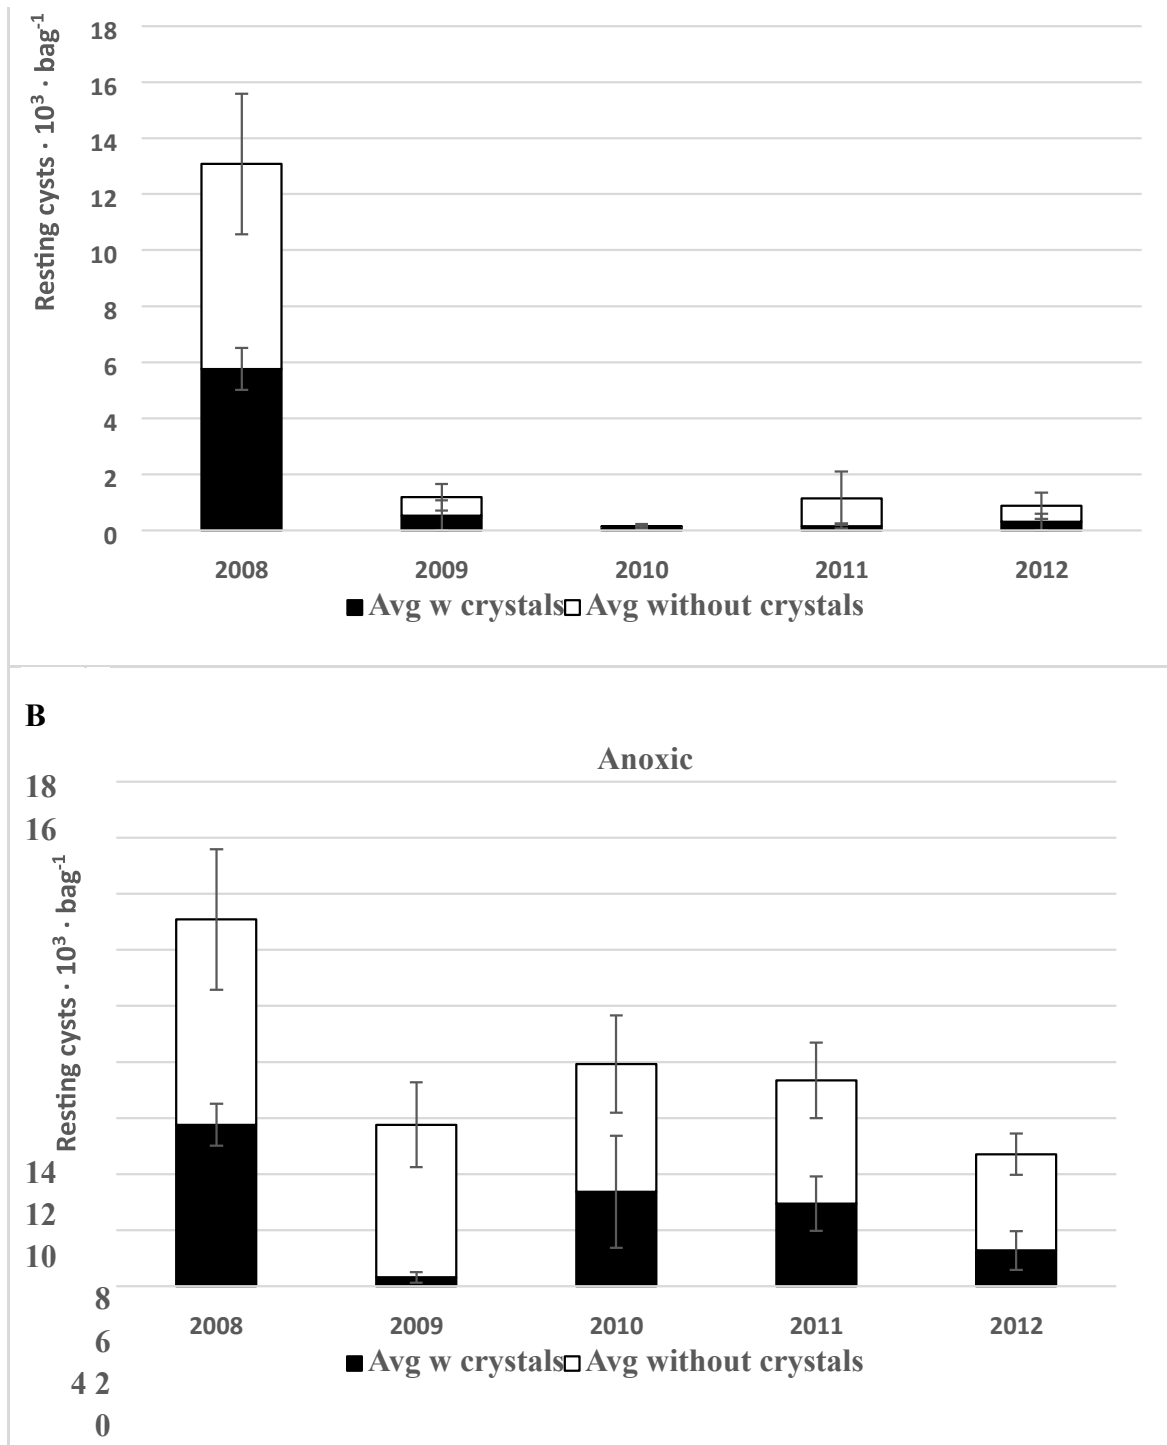 18
Resting cysts · 10³ · bag⁻¹
16
14
12
10
8
6
4
2
0
2008 2009 2010 2011 2012
■ Avg w crystals □ Avg without crystals
B
Anoxic
18
16
Resting cysts · 10³ · bag⁻¹
14
12
10
8
6
4 2
0
2008 2009 2010 2011 2012
■ Avg w crystals □ Avg without crystals